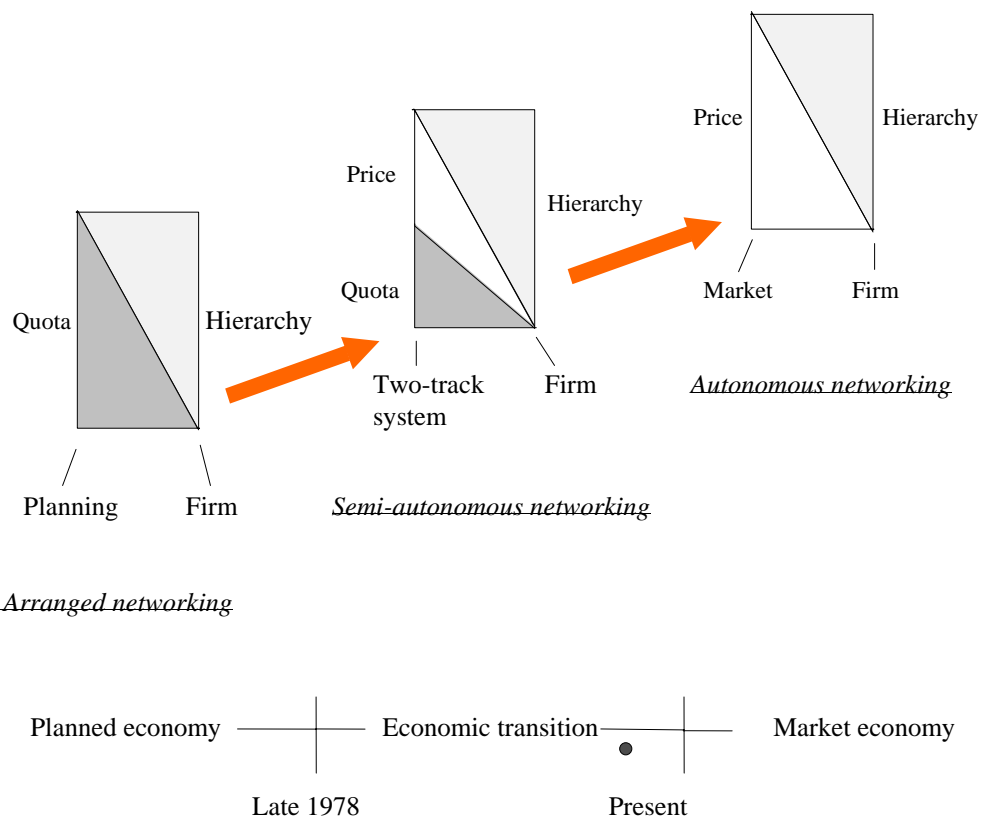 Price
Hierarchy
Price
Hierarchy
Quota
Market
Firm
Quota
Hierarchy
Two-track
system
Firm
Autonomous networking
Planning
Firm
Semi-autonomous networking
Arranged networking
Planned economy
Economic transition
Market economy
Late 1978
Present